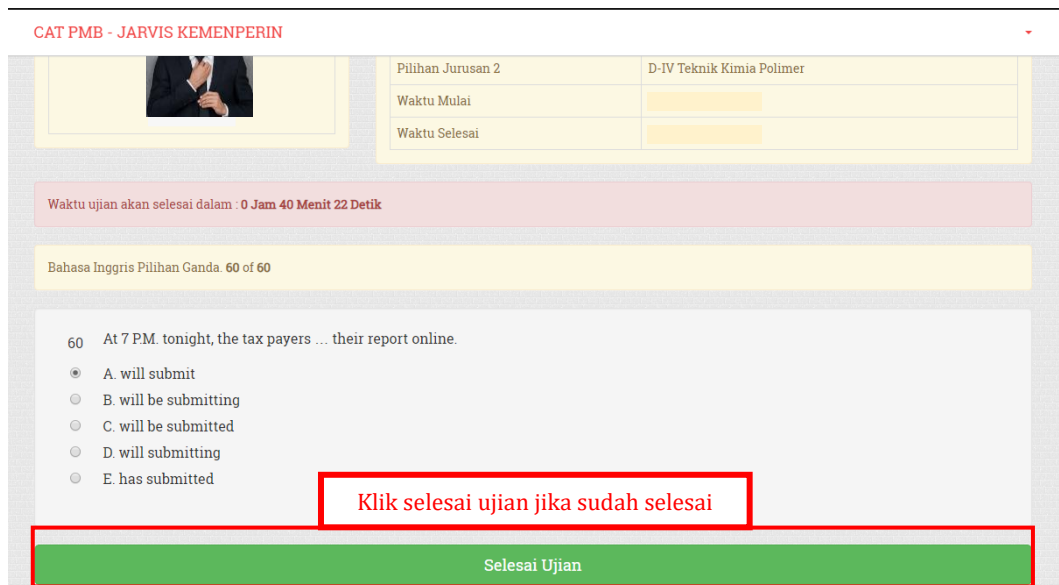 CAT PMB - JARVIS KEMENPERIN
Pilihan Jurusan 2 D-IV Teknik Kimia Polimer
Waktu Mulai
Waktu Selesai
Waktu ujian akan selesai dalam : 0 Jam 40 Menit 22 Detik
Bahasa Inggris Pilihan Ganda. 60 of 60
60 At 7 P.M. tonight, the tax payers … their report online.
A. will submit
B. will be submitting
C. will be submitted
D. will submitting
E. has submitted
Klik selesai ujian jika sudah selesai
Selesai Ujian